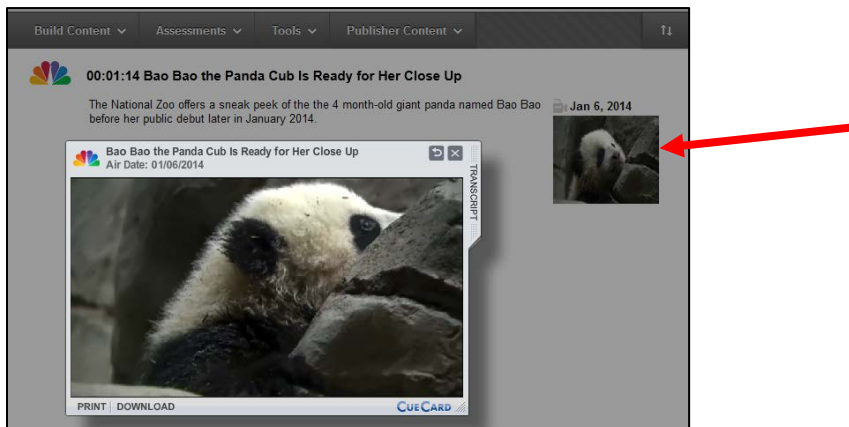 Build Content Assessments Tools Publisher Content
00:01:14 Bao Bao the Panda Cub Is Ready for Her Close Up
The National Zoo offers a sneak peek of the the 4 month-old giant panda named Bao Bao
before her public debut later in January 2014.
Jan 6, 2014
Bao Bao the Panda Cub Is Ready for Her Close Up
Air Date: 01/06/2014
TRANSCRIPT
PRINT DOWNLOAD CUECARD